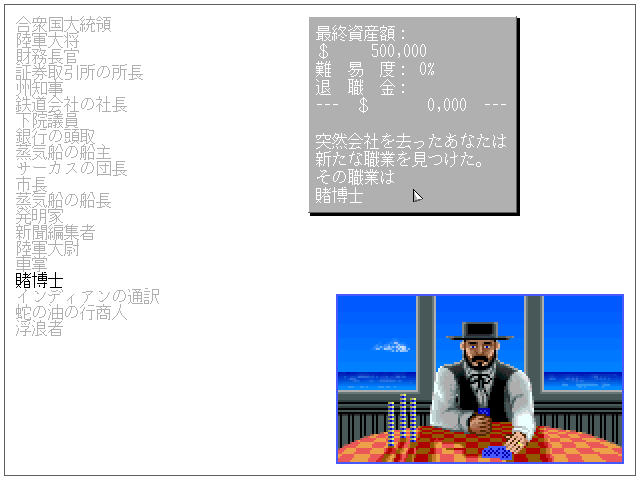 合衆国大統領
陸軍大将
財務長官
証券取引所の所長
州知事
鉄道会社の社長
下院議員
銀行の頭取
蒸気船の船主
サーカスの団長
市長
蒸気船の船長
発明家
新聞編集者
陸軍大尉
車掌
賭博士
インディアンの通訳
蛇の油の行商人
浮浪者
最終資産額：
$ 500,000
難 易 度： 0%
退 職 金：
--- $ 0,000 ---
突然会社を去ったあなたは
新たな職業を見つけた。
その職業は
賭博士